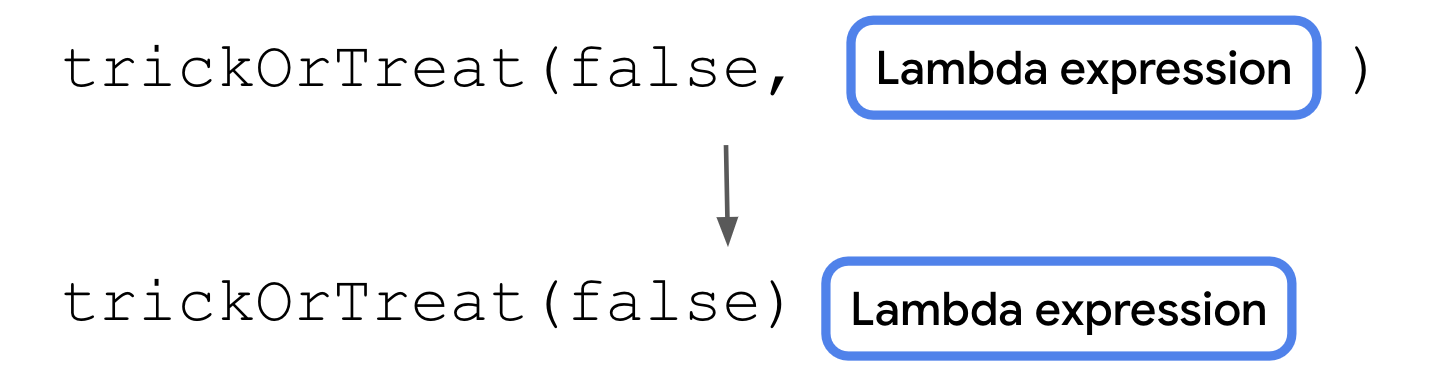 trickOrTreat(false, Lambda expression )
trickOrTreat(false) Lambda expression